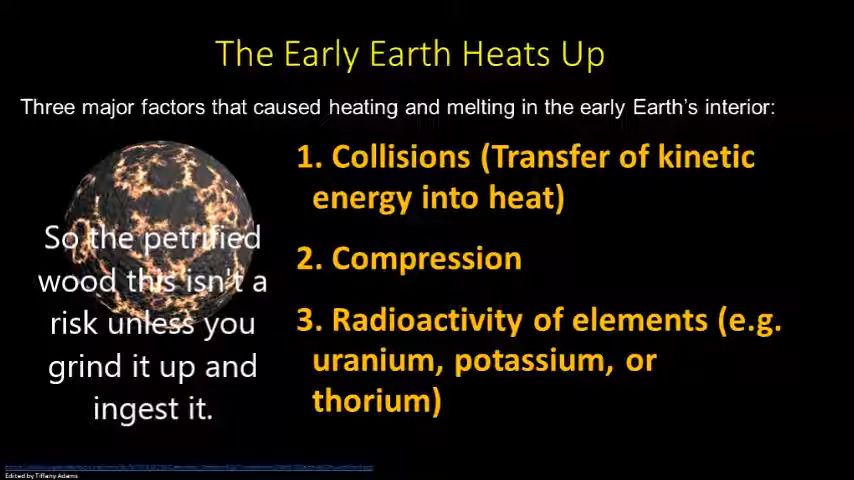 The Early Earth Heats Up
Three major factors that caused heating and melting in the early Earth's interior:
1. Collisions (Transfer of kinetic
energy into heat)
2. Compression
3. Radioactivity of elements (e.g.
uranium, potassium, or
thorium)
So the petrified
wood this isn't a
risk unless you
grind it up and
ingest it.
Edited by Tiffany Adams